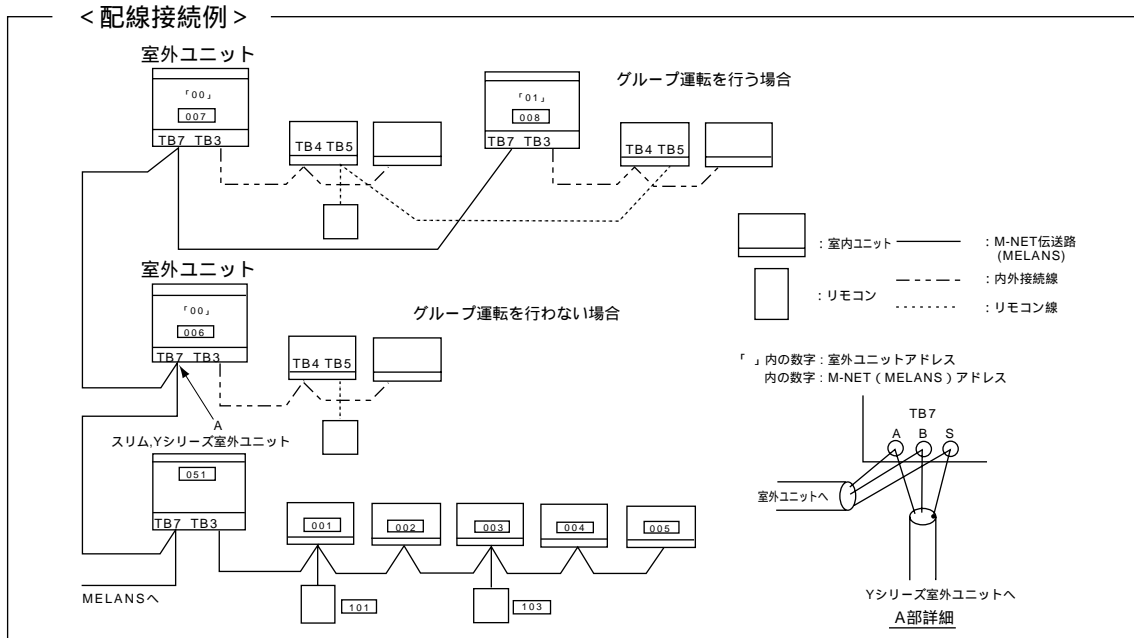 <配線接続例>
室外ユニット
「00」
007
TB7 TB3
TB4 TB5
「01」
008
TB7 TB3
グループ運転を行う場合
TB4 TB5
室外ユニット
「00」
006
TB7 TB3
グループ運転を行わない場合
TB4 TB5
A
スリム,Yシリーズ室外ユニット
051
TB7 TB3
001
002
003
004
005
101
103
MELANSへ
:室内ユニット
:リモコン
:M-NET伝送路
(MELANS)
:内外接続線
:リモコン線
「 」内の数字:室外ユニットアドレス
内の数字:M-NET(MELANS)アドレス
TB7
A B S
室外ユニットへ
Yシリーズ室外ユニットへ
A部詳細